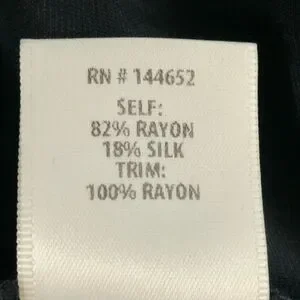 RN # 144652
SELF:
82% RAYON
18% SILK
TRIM:
100% RAYON